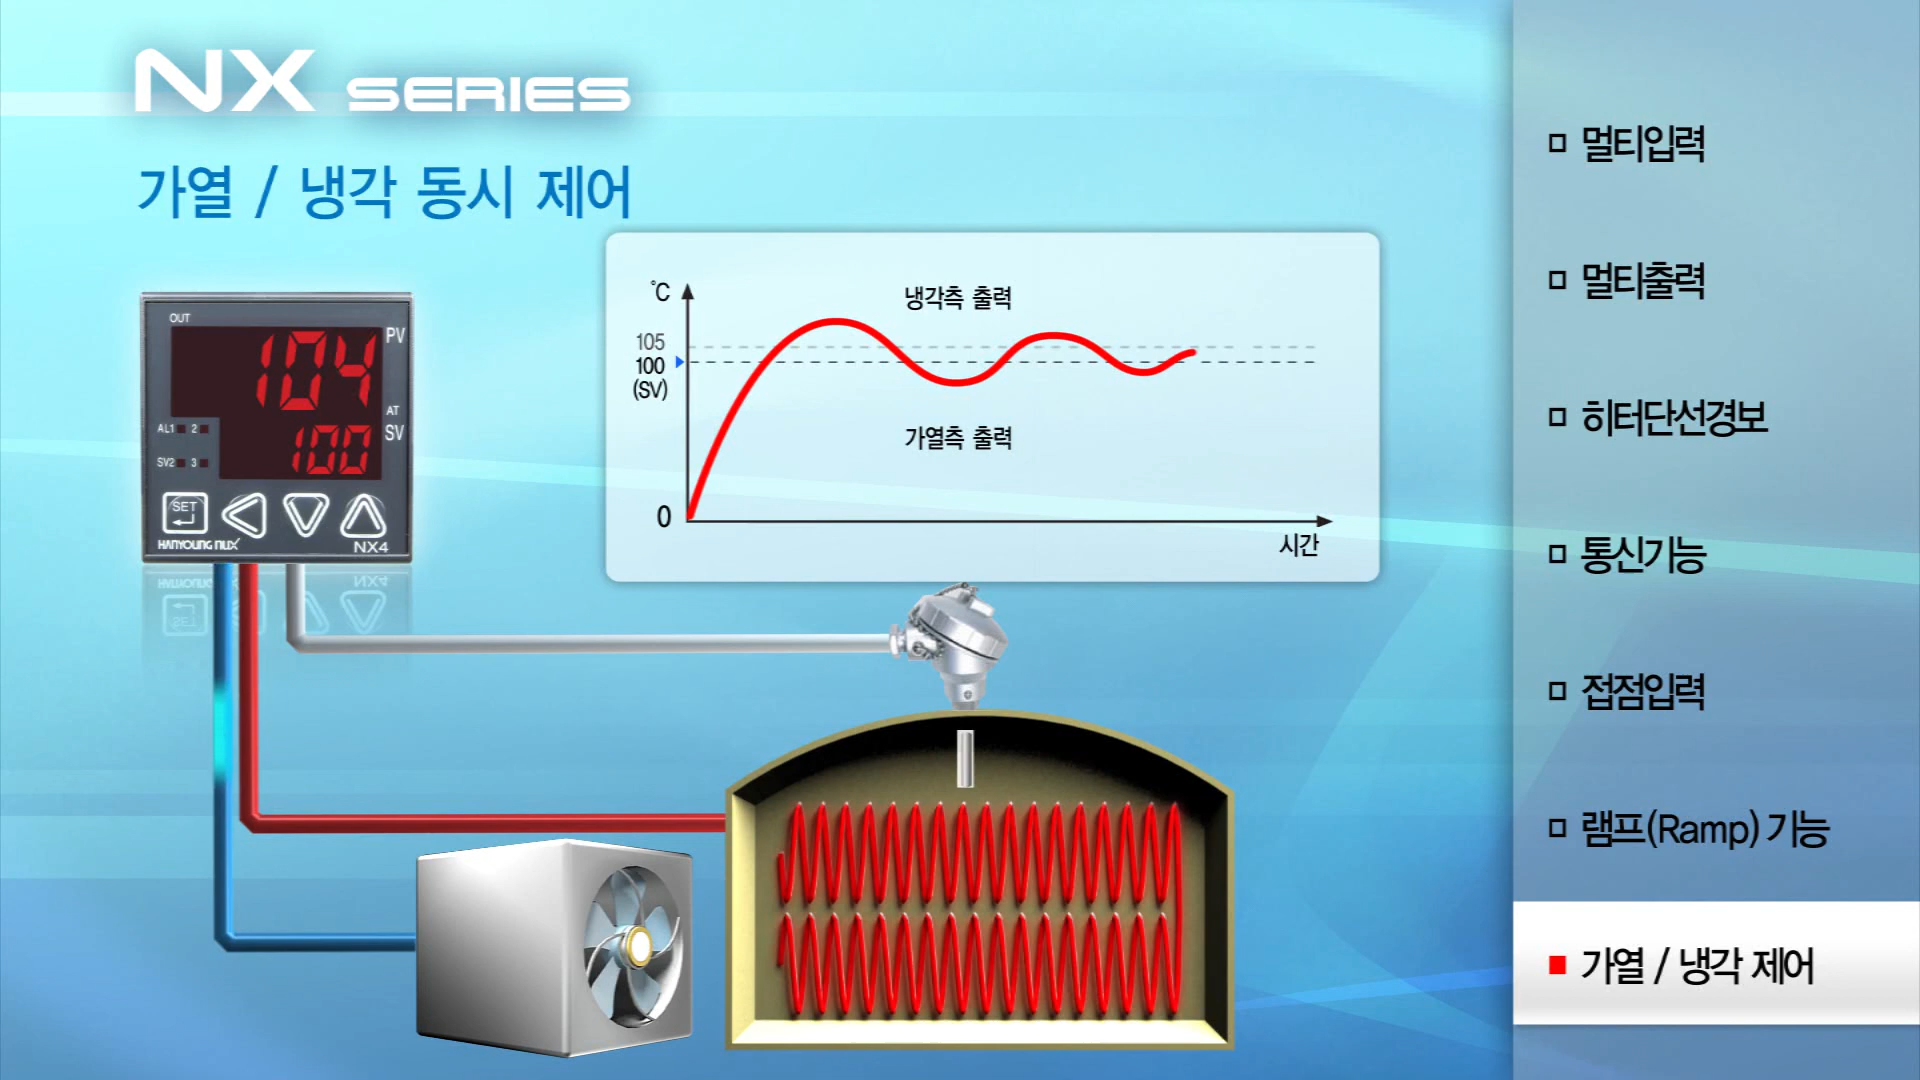 NX SERIES
가열 / 냉각 동시 제어
OUT
104
PV
AT
AL1 2
SV
100
SV2 3
SET
HANYOUNG NUX
NX4
℃
냉각측 출력
105
100
(SV)
가열측 출력
0
시간
멀티입력
멀티출력
히터단선경보
통신기능
접점입력
램프(Ramp) 기능
가열 / 냉각 제어